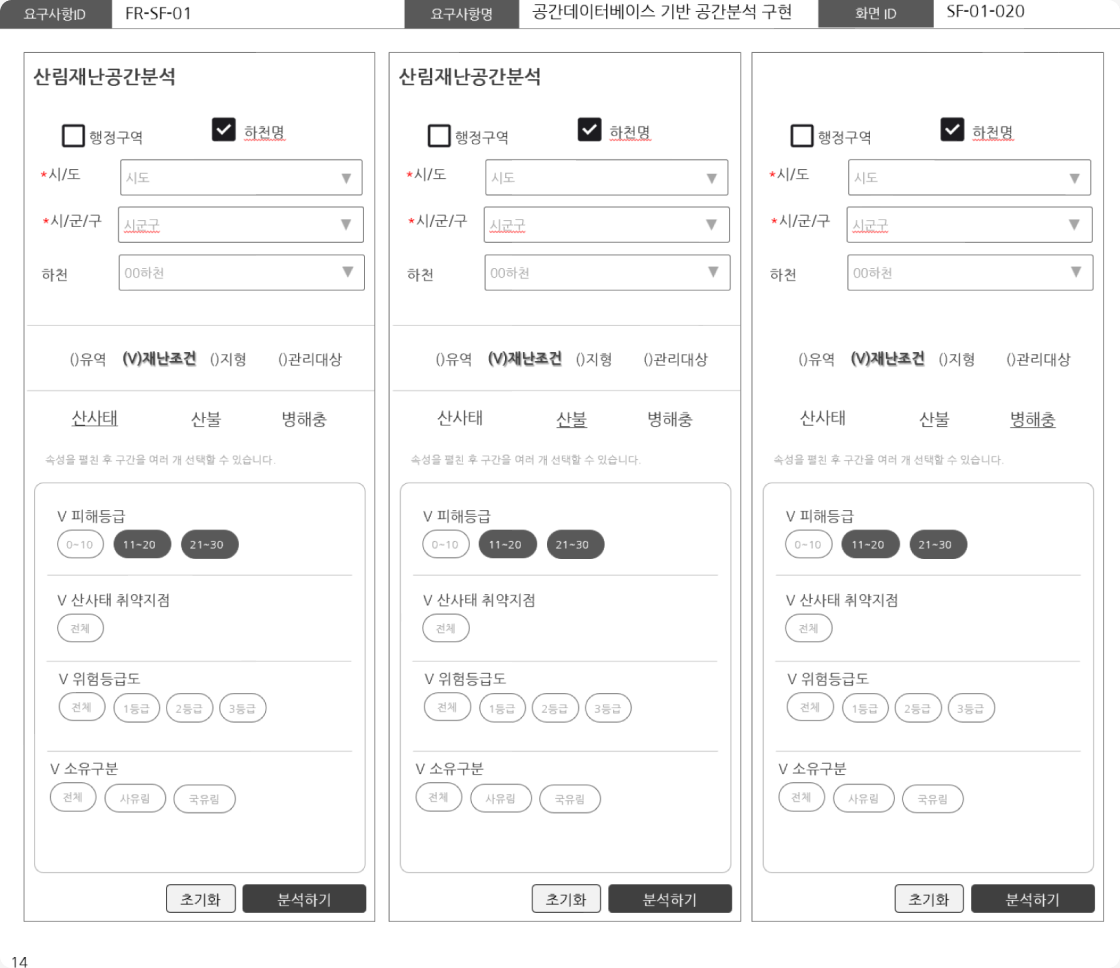 요구사항ID FR-SF-01 요구사항명 공간데이터베이스 기반 공간분석 구현 화면 ID SF-01-020
산림재난공간분석
행정구역 하천명
*시/도 시도 ▼
*시/군/구 시군구 ▼
하천 00하천 ▼
()유역 (V)재난조건 ()지형 ()관리대상
산사태 산불 병해충
속성을 펼친 후 구간을 여러 개 선택할 수 있습니다.
V 피해등급
0~10 11~20 21~30
V 산사태 취약지점
전체
V 위험등급도
전체 1등급 2등급 3등급
V 소유구분
전체 사유림 국유림
초기화 분석하기
산림재난공간분석
행정구역 하천명
*시/도 시도 ▼
*시/군/구 시군구 ▼
하천 00하천 ▼
()유역 (V)재난조건 ()지형 ()관리대상
산사태 산불 병해충
속성을 펼친 후 구간을 여러 개 선택할 수 있습니다.
V 피해등급
0~10 11~20 21~30
V 산사태 취약지점
전체
V 위험등급도
전체 1등급 2등급 3등급
V 소유구분
전체 사유림 국유림
초기화 분석하기
행정구역 하천명
*시/도 시도 ▼
*시/군/구 시군구 ▼
하천 00하천 ▼
()유역 (V)재난조건 ()지형 ()관리대상
산사태 산불 병해충
속성을 펼친 후 구간을 여러 개 선택할 수 있습니다.
V 피해등급
0~10 11~20 21~30
V 산사태 취약지점
전체
V 위험등급도
전체 1등급 2등급 3등급
V 소유구분
전체 사유림 국유림
초기화 분석하기
14